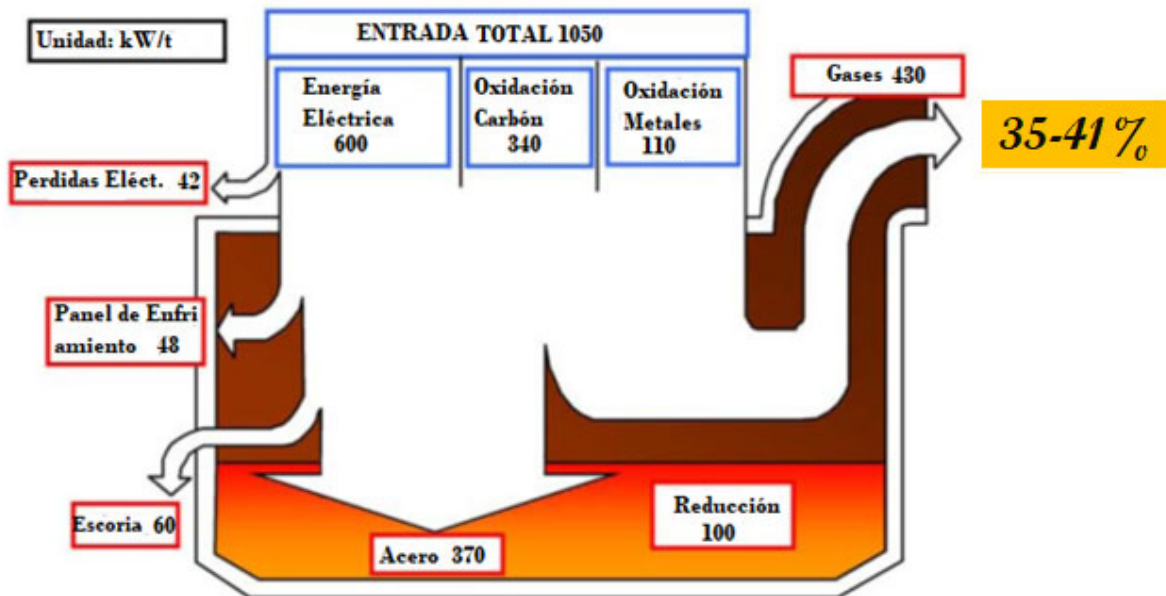 Unidad: kW/t
ENTRADA TOTAL 1050
Energía
Eléctrica
600
Oxidación
Carbón
340
Oxidación
Metales
110
Gases 430
35-41%
Perdidas Eléct. 42
Panel de Enfri
amiento 48
Escoria 60
Acero 370
Reducción
100